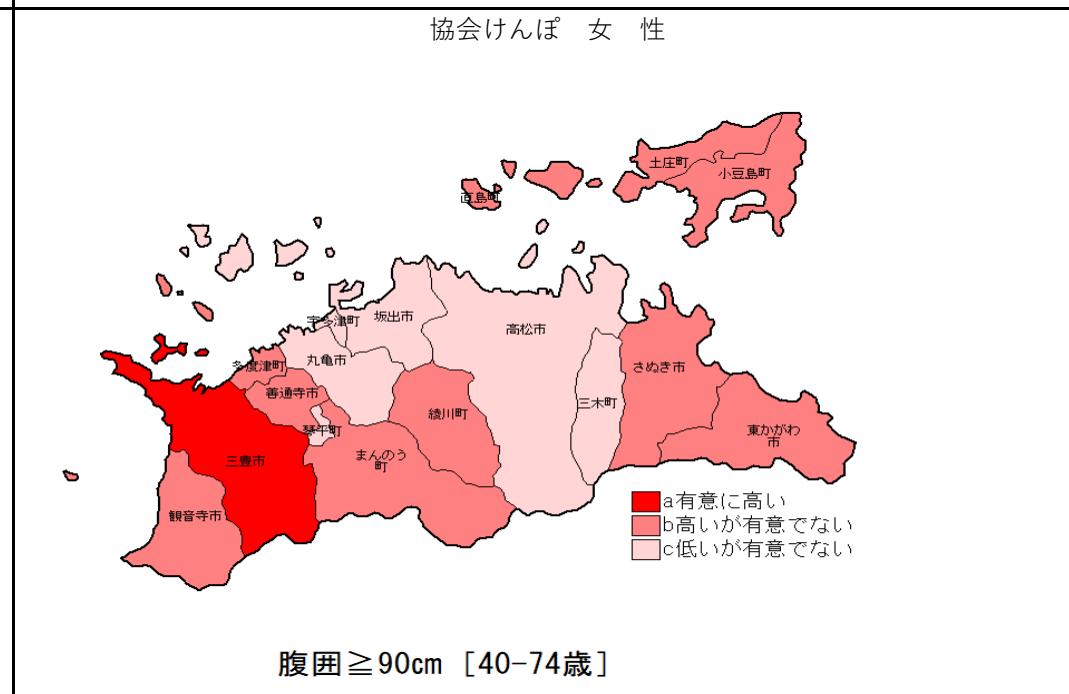 協会けんぽ　女　性
土庄町
小豆島町
直島町
宇多津町
坂出市
高松市
丸亀市
多度津町
さぬき市
善通寺市
三木町
綾川町
琴平町
東かがわ
市
まんのう
町
三豊市
観音寺市
a有意に高い
b高いが有意でない
c低いが有意でない
腹囲≧90㎝［40-74歳］